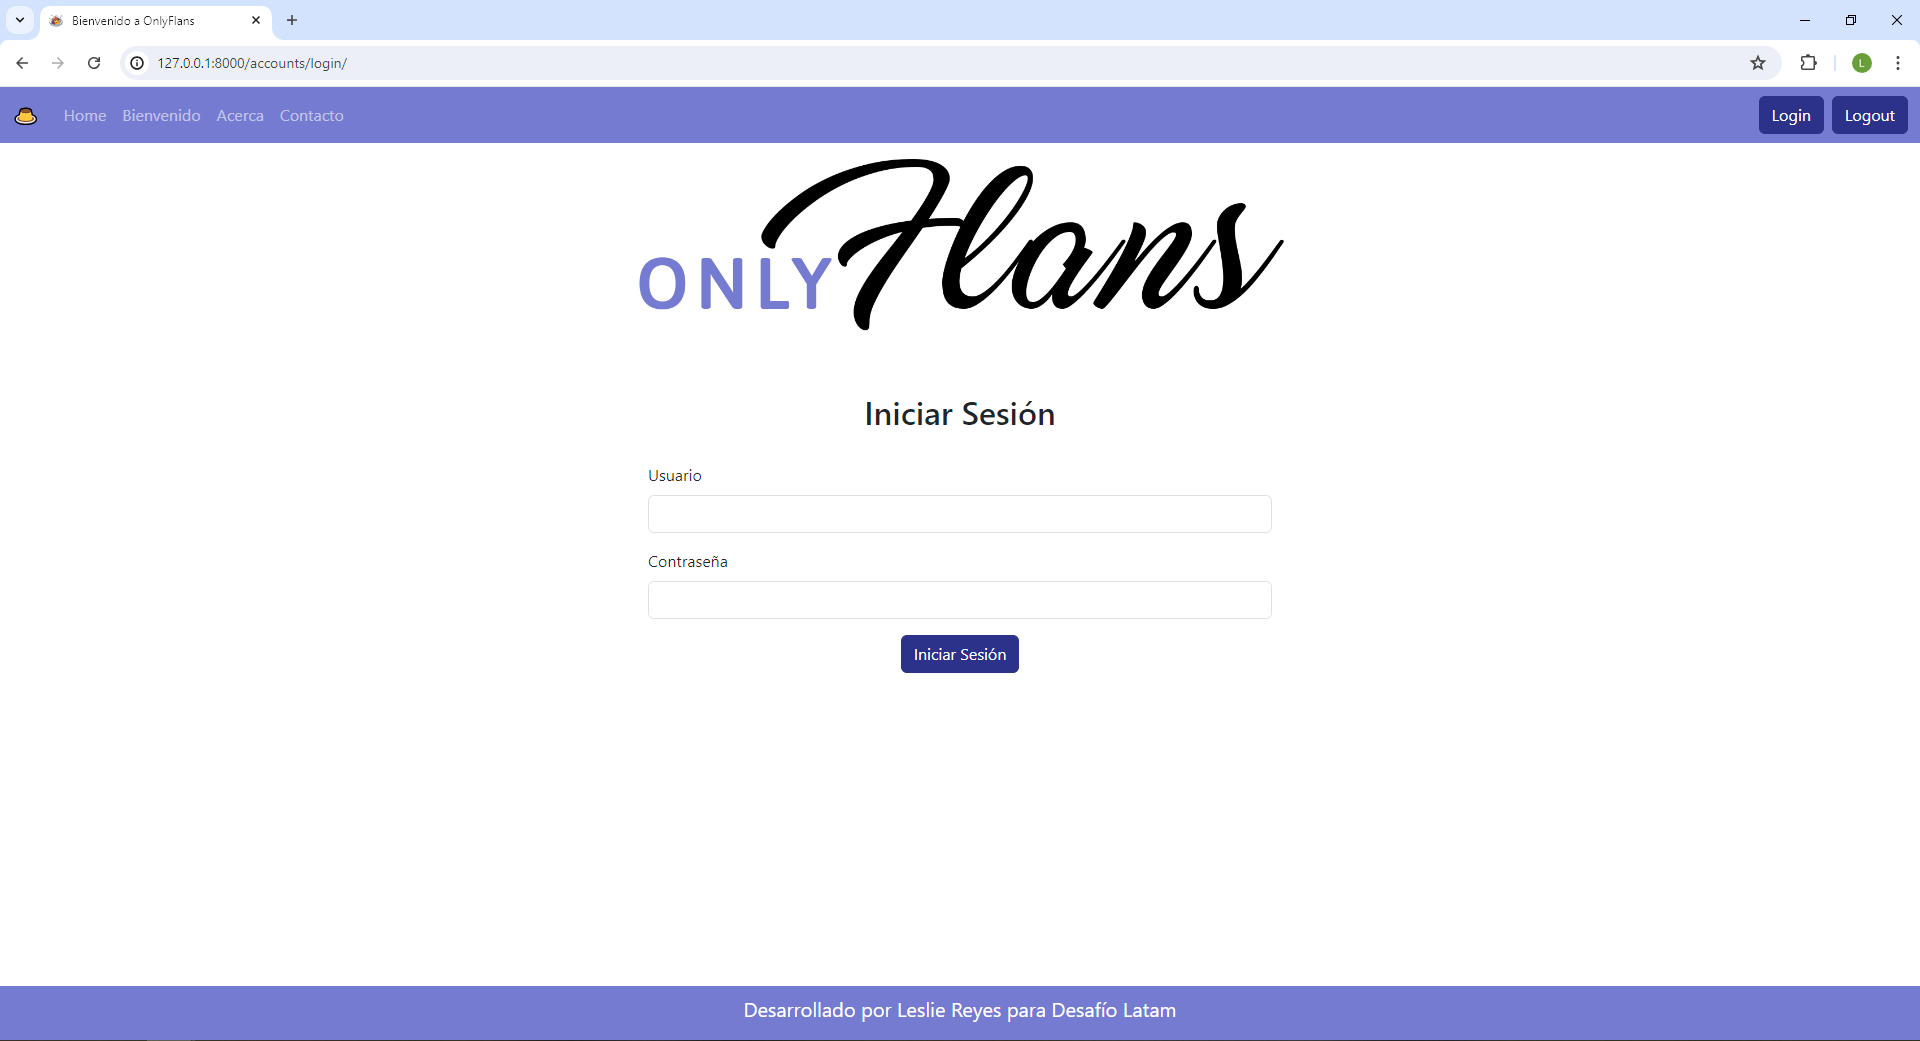 Bienvenido a OnlyFlans
127.0.0.1:8000/accounts/login/
L
Home Bienvenido Acerca Contacto Login Logout
ONLY Flans
Iniciar Sesión
Usuario
Contraseña
Iniciar Sesión
Desarrollado por Leslie Reyes para Desafío Latam